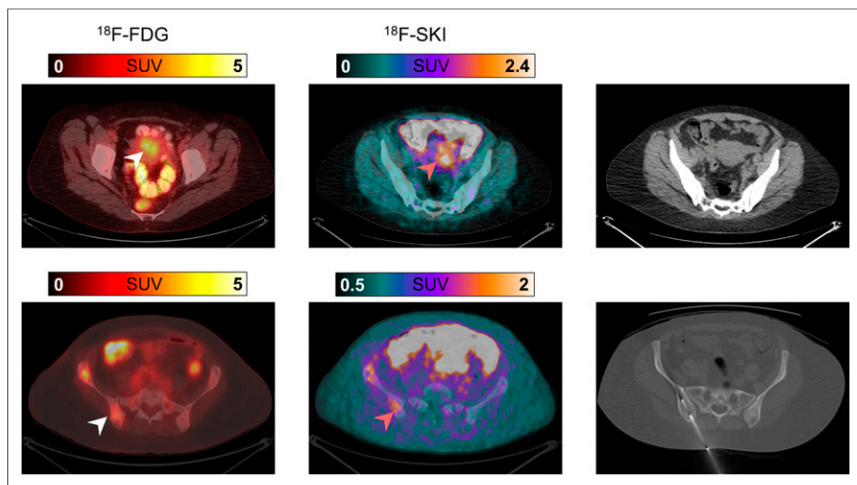 ¹⁸F-FDG
¹⁸F-SKI
0 SUV 5
0 SUV 2.4
0 SUV 5
0.5 SUV 2